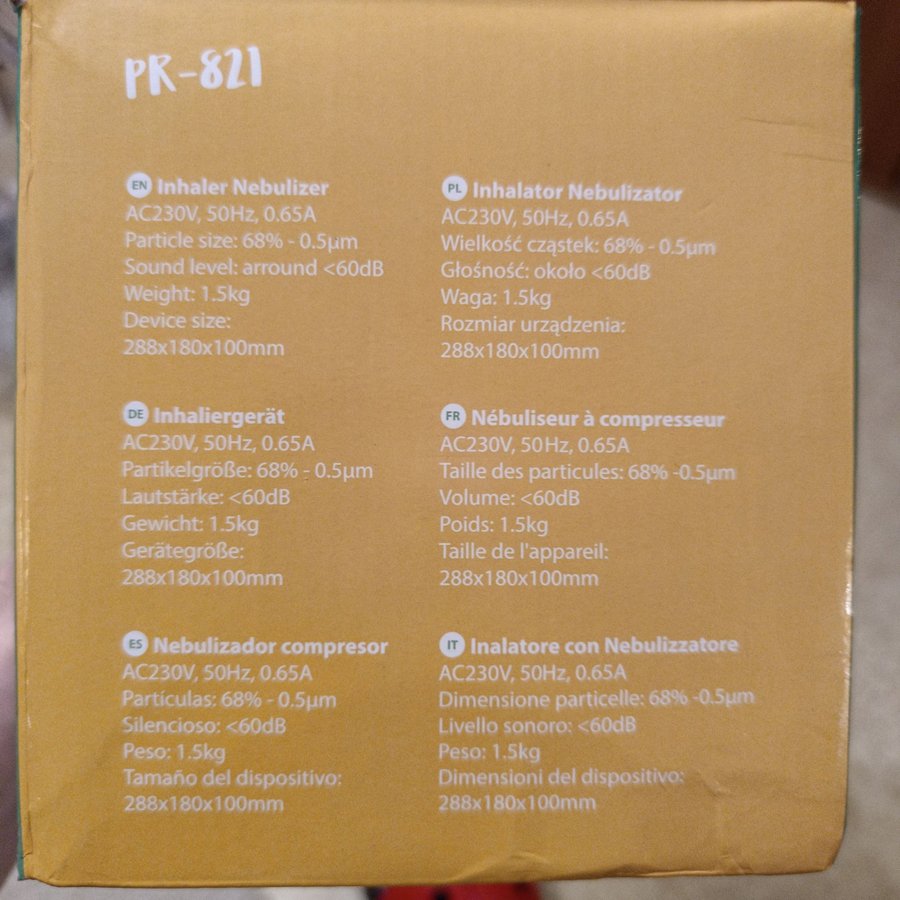 PR-821
EN Inhaler Nebulizer
AC230V, 50Hz, 0.65A
Particle size: 68% - 0.5µm
Sound level: arround <60dB
Weight: 1.5kg
Device size:
288x180x100mm
PL Inhalator Nebulizator
AC230V, 50Hz, 0.65A
Wielkość cząstek: 68% - 0.5µm
Głośność: około <60dB
Waga: 1.5kg
Rozmiar urządzenia:
288x180x100mm
DE Inhaliergerät
AC230V, 50Hz, 0.65A
Partikelgröße: 68% - 0.5µm
Lautstärke: <60dB
Gewicht: 1.5kg
Gerätegröße:
288x180x100mm
FR Nébuliseur à compresseur
AC230V, 50Hz, 0.65A
Taille des particules: 68% -0.5µm
Volume: <60dB
Poids: 1.5kg
Taille de l'appareil:
288x180x100mm
ES Nebulizador compresor
AC230V, 50Hz, 0.65A
Partículas: 68% - 0.5µm
Silencioso: <60dB
Peso: 1.5kg
Tamaño del dispositivo:
288x180x100mm
IT Inalatore con Nebulizzatore
AC230V, 50Hz, 0.65A
Dimensione particelle: 68% -0.5µm
Livello sonoro: <60dB
Peso: 1.5kg
Dimensioni del dispositivo:
288x180x100mm